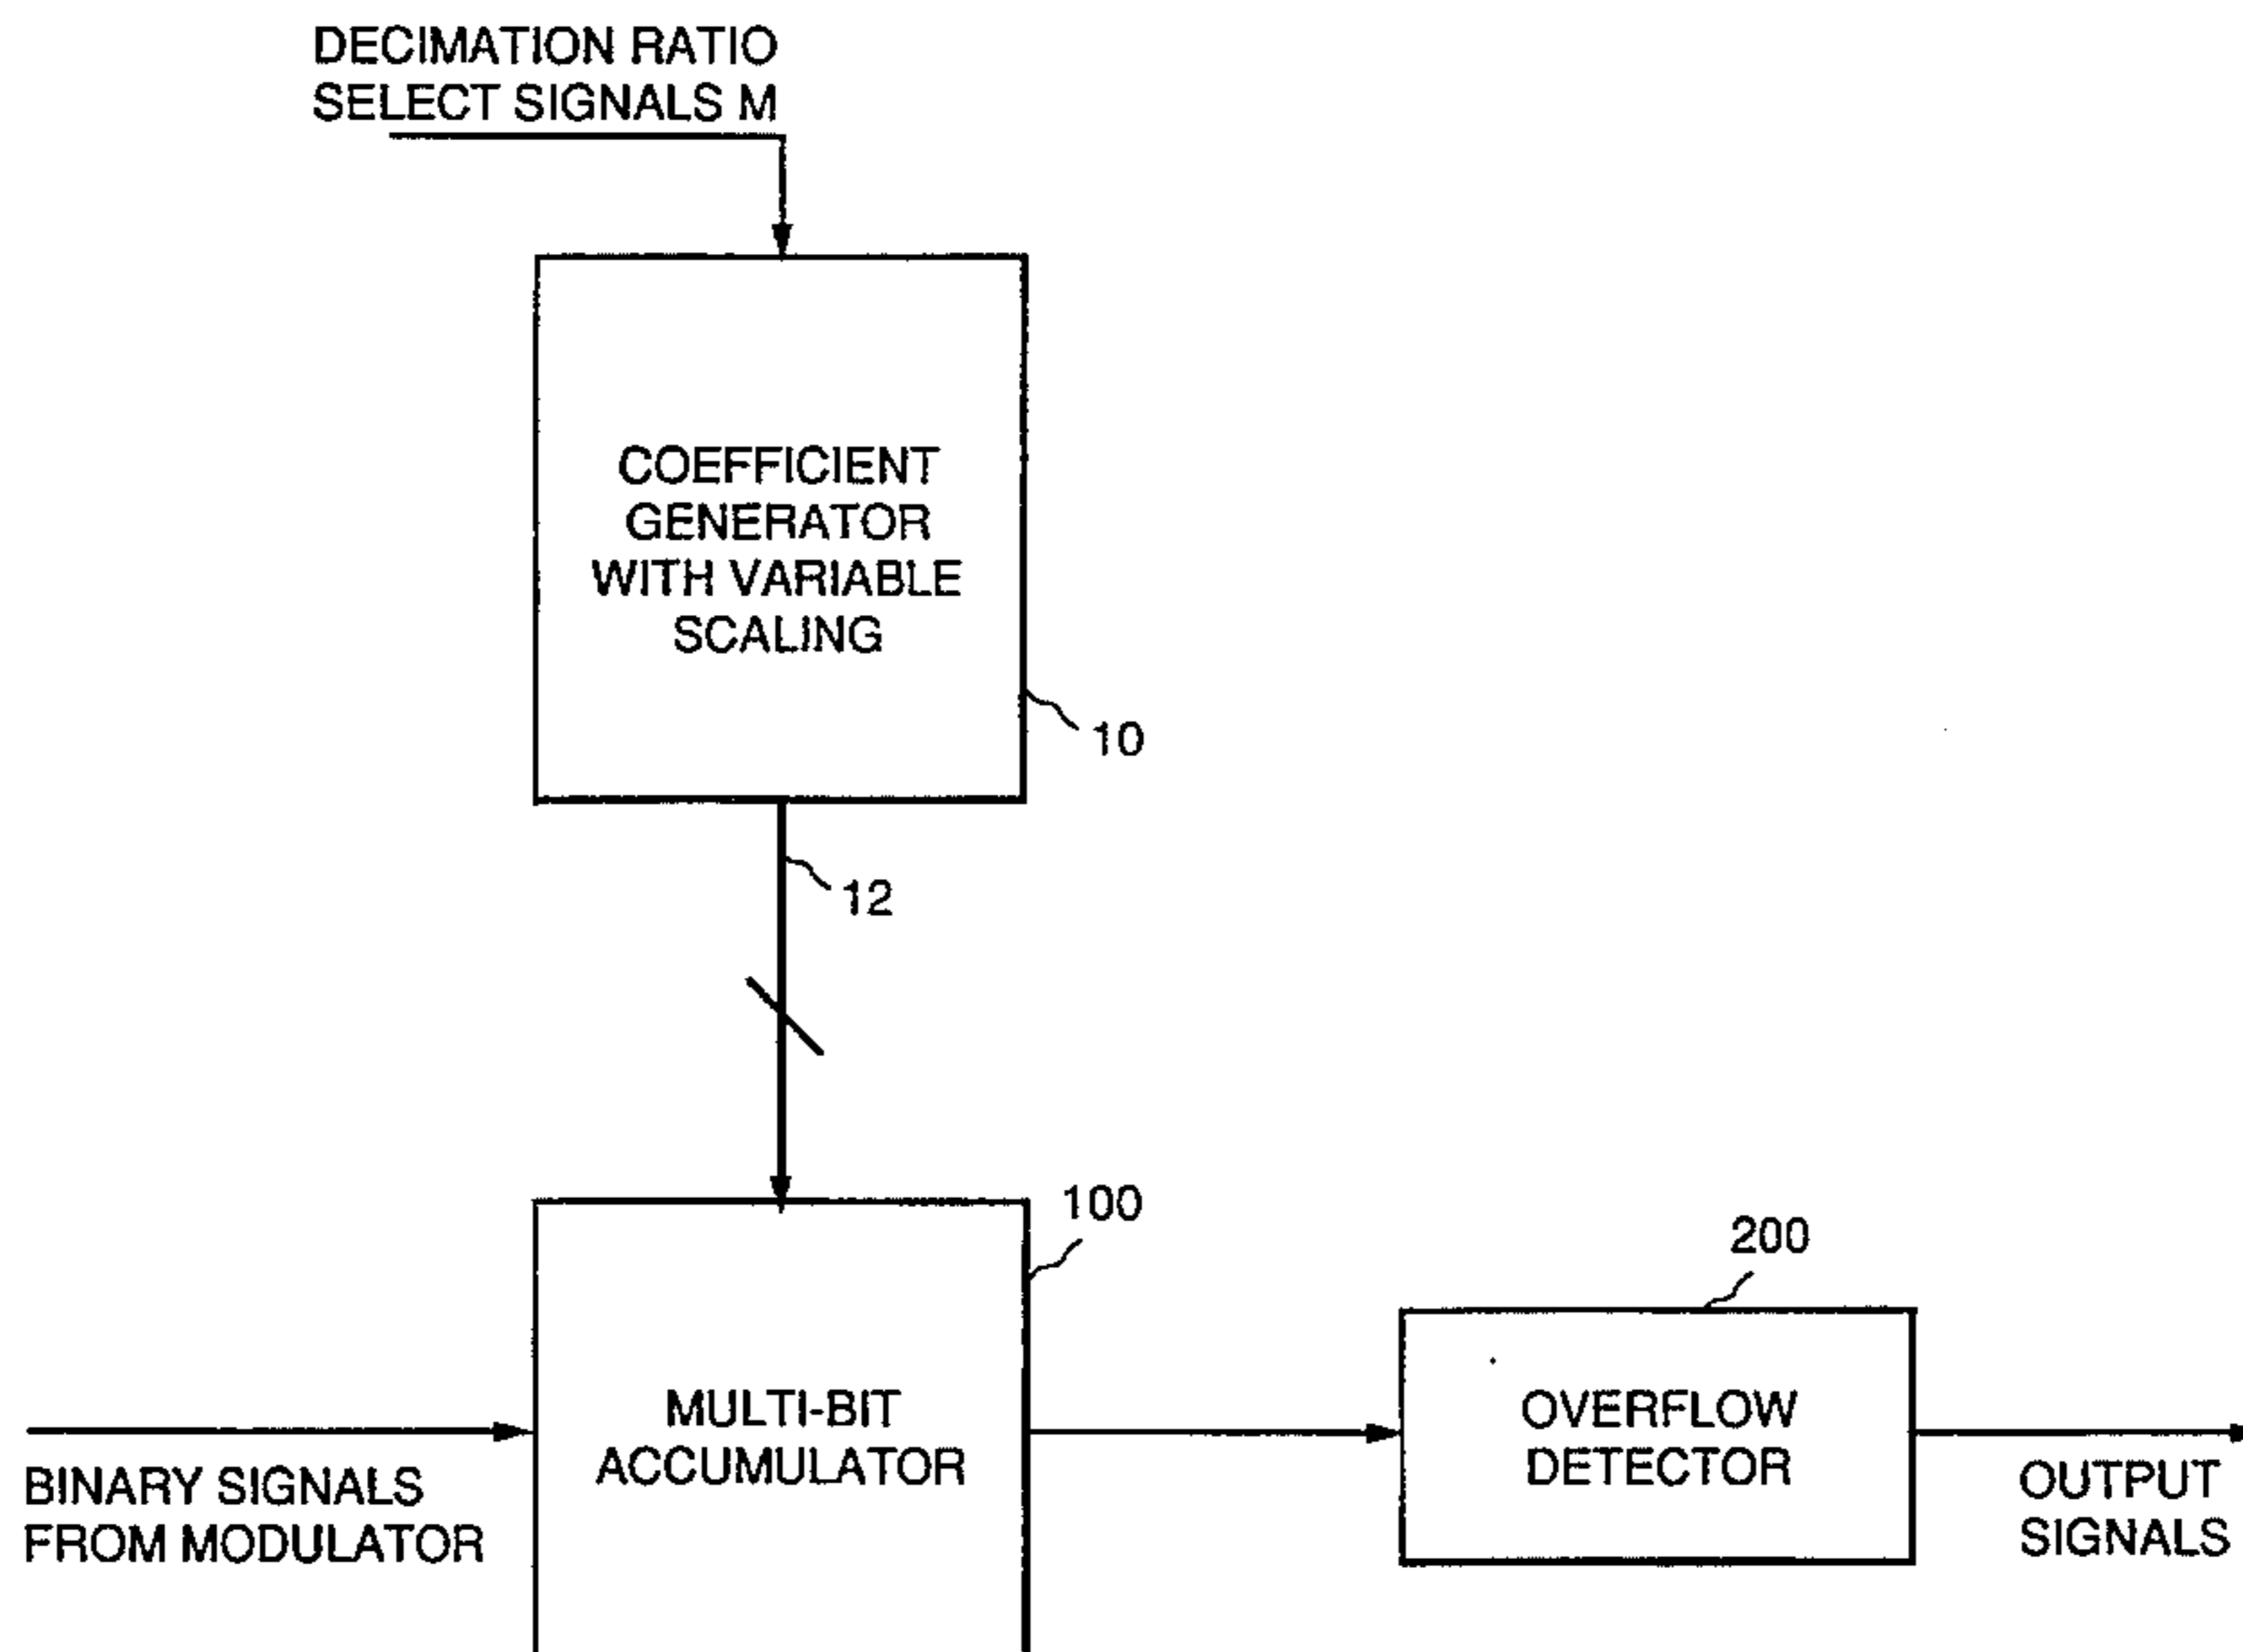 DECIMATION RATIO
SELECT SIGNALS M
COEFFICIENT
GENERATOR
WITH VARIABLE
SCALING
10
12
100
200
MULTI-BIT
ACCUMULATOR
OVERFLOW
DETECTOR
BINARY SIGNALS
FROM MODULATOR
OUTPUT
SIGNALS